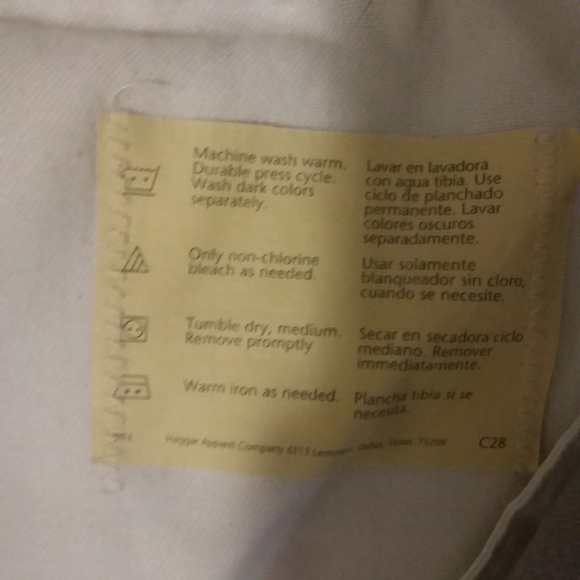 Machine wash warm.
Durable press cycle.
Wash dark colors
separately.
Lavar en lavadora
con agua tibia. Use
ciclo de planchado
permanente. Lavar
colores oscuros
separadamente.
Only non-chlorine
bleach as needed.
Usar solamente
blanqueador sin cloro,
cuando se necesite.
Tumble dry, medium.
Remove promptly
Secar en secadora ciclo
mediano. Remover
immediatamente.
Warm iron as needed.
Plancha tibia si se
necesita.
Haggar Apparel Company 6113 Dallas, Texas 75209
C28